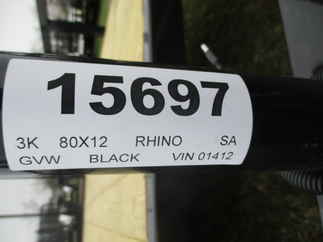 15697
3K 80X12 RHINO SA
GVW BLACK VIN 01412